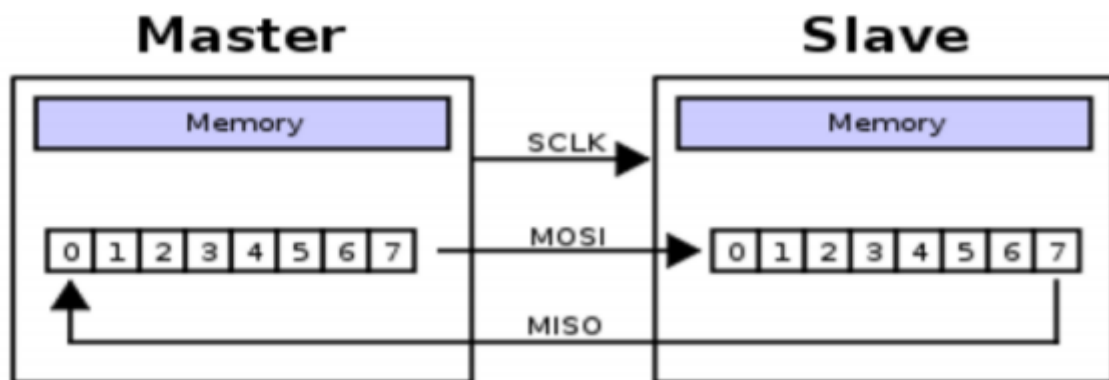 Master Slave
Memory Memory
SCLK
0 1 2 3 4 5 6 7 MOSI 0 1 2 3 4 5 6 7
MISO